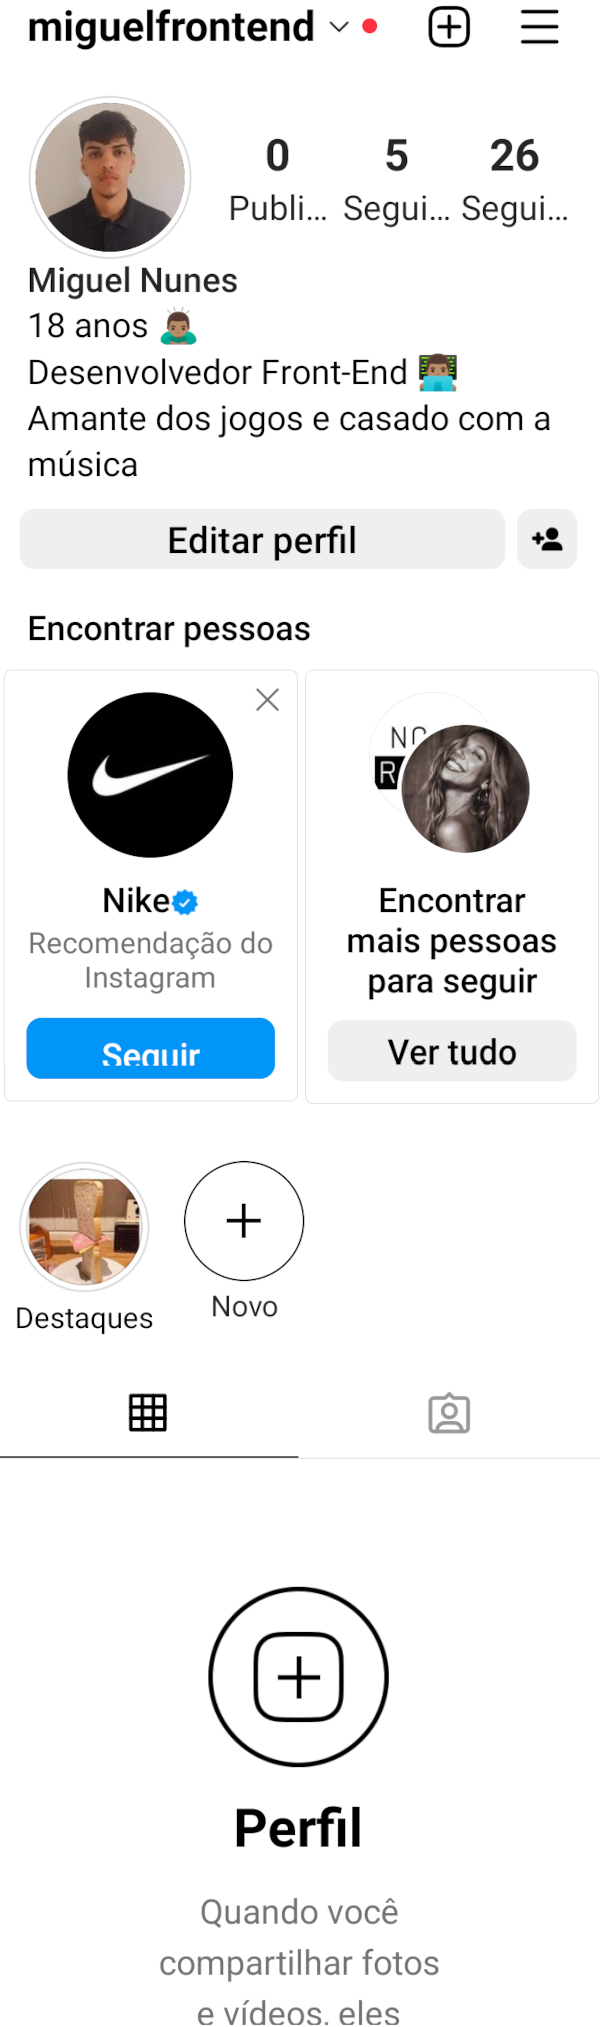 miguelfrontend
0 5 26
Publi... Segui... Segui...
Miguel Nunes
18 anos 🙇🏽‍♂️
Desenvolvedor Front-End 👨🏽‍💻
Amante dos jogos e casado com a
música
Editar perfil
Encontrar pessoas
Nike
Recomendação do
Instagram
Seguir
NO
R
Encontrar
mais pessoas
para seguir
Ver tudo
Destaques
Novo
Perfil
Quando você
compartilhar fotos
e vídeos, eles